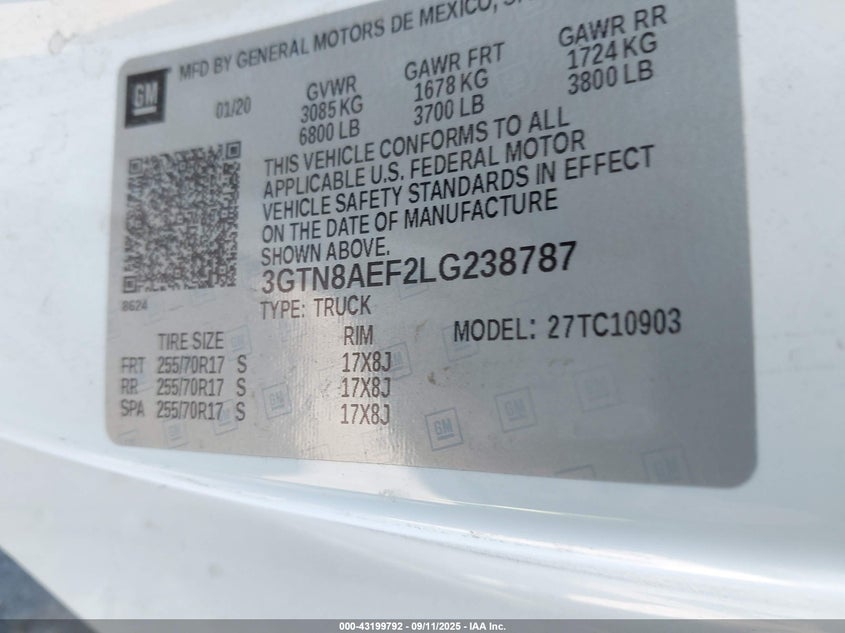 GM
MFD BY GENERAL MOTORS DE MEXICO,
01/20
GVWR
3085 KG
6800 LB
GAWR FRT
1678 KG
3700 LB
GAWR RR
1724 KG
3800 LB
THIS VEHICLE CONFORMS TO ALL
APPLICABLE U.S. FEDERAL MOTOR
VEHICLE SAFETY STANDARDS IN EFFECT
ON THE DATE OF MANUFACTURE
SHOWN ABOVE.
8624
3GTN8AEF2LG238787
TYPE: TRUCK
MODEL: 27TC10903
TIRE SIZE RIM
FRT 255/70R17 S 17X8J
RR 255/70R17 S 17X8J
SPA 255/70R17 S 17X8J
GM
GM
GM
000-43199792 - 09/11/2025 - IAA Inc.